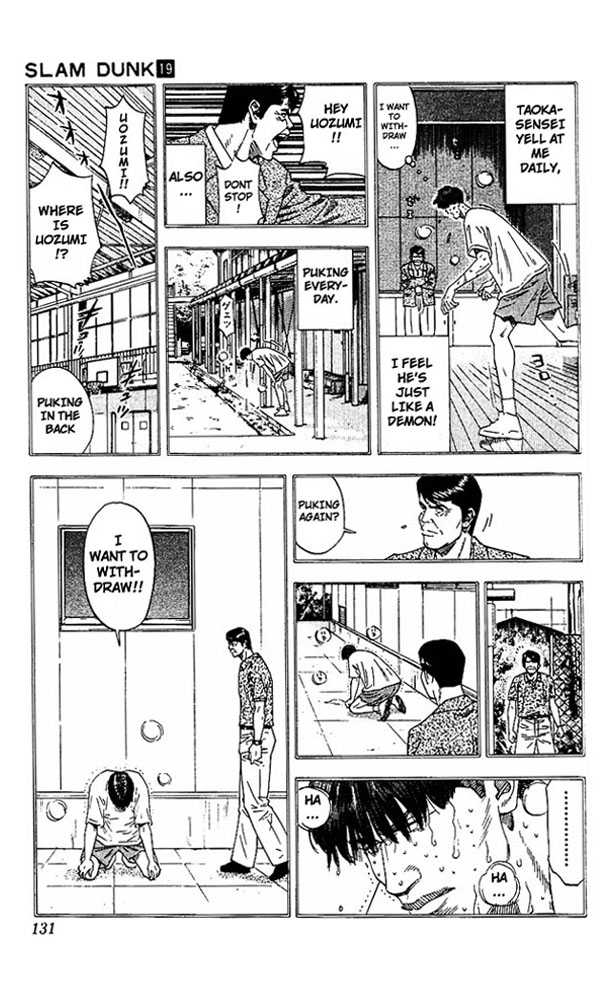 SLAM DUNK 19
TAOKA-
SENSEI
YELL AT
ME
DAILY,
I WANT
TO
WITH-
DRAW
...
ヨロ
I FEEL
HE'S
JUST
LIKE A
DEMON!
HEY
UOZUMI
!!
DONT
STOP
!
ALSO
...
PUKING
EVERY-
DAY.
UOZUMI!!
WHERE
IS
UOZUMI
!?
PUKING
IN THE
BACK
PUKING
AGAIN?
HA
...
HA
...
I
WANT TO
WITH-
DRAW!!
131